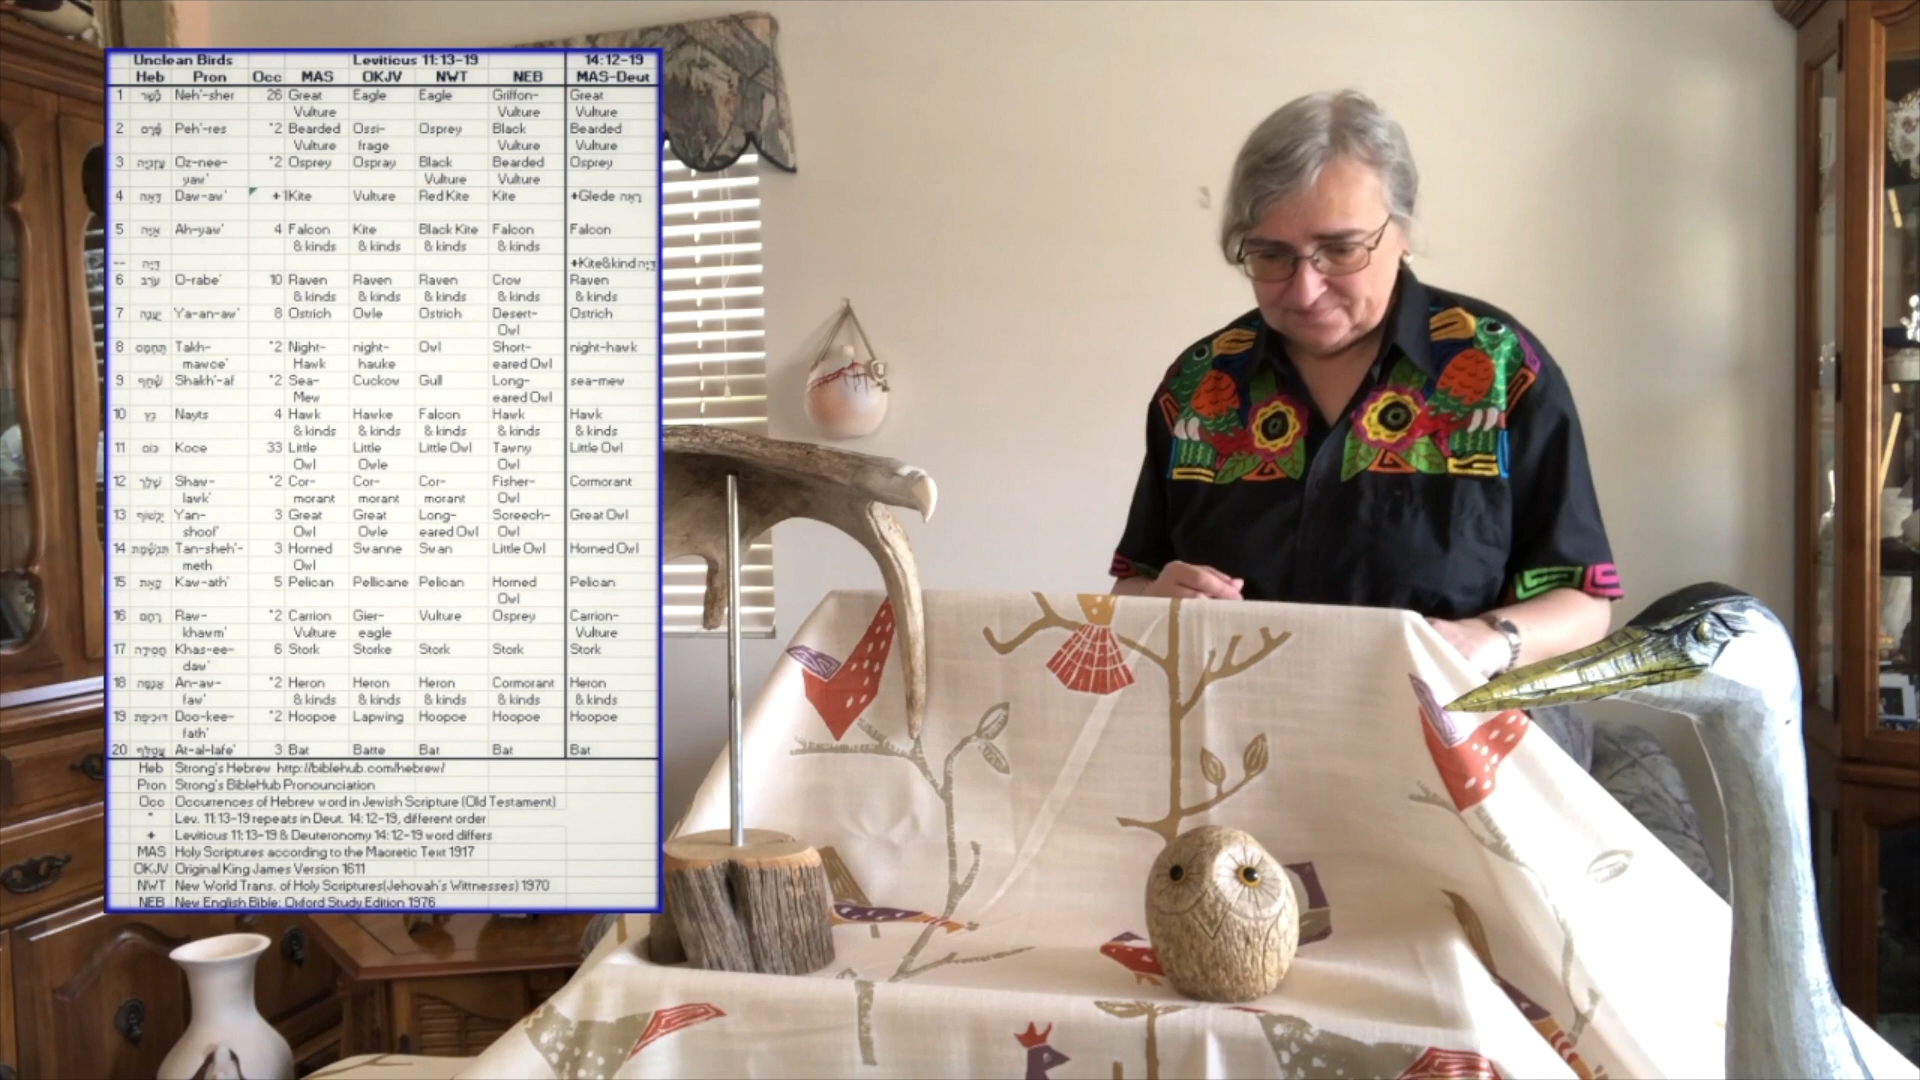 Unclean Birds Leviticus 11:13-19 14:12-19
Heb Pron Occ MAS OKJV NWT NEB MAS-Deut
1 נֶשֶׁר Neh'-sher 26 Great Eagle Eagle Griffon- Great
Vulture Vulture Vulture
2 פֶּרֶס Peh'-res "2 Bearded Ossi- Osprey Black Bearded
Vulture frage Vulture Vulture
3 Oz-nee- "2 Osprey Ospray Black Bearded Osprey
yaw' Vulture Vulture
4 דָּאָה Daw-aw' +1 Kite Vulture Red Kite Kite +Glede רָאָה
5 אַיָּה Ah-yaw' 4 Falcon Kite Black Kite Falcon Falcon
& kinds & kinds & kinds & kinds
-- דַּיָּה +Kite&kind דַּיָּה
6 עֹרֵב O-rabe' 10 Raven Raven Raven Crow Raven
& kinds & kinds & kinds & kinds & kinds
7 יַעֲנָה Ya-an-aw' 8 Ostrich Owle Ostrich Desert- Ostrich
Owl
8 תַּחְמָס Takh- "2 Night- night- Owl Short- night-hawk
mawce' Hawk hauke eared Owl
9 שַׁחַף Shakh'-af "2 Sea- Cuckow Gull Long- sea-mew
Mew eared Owl
10 נֵץ Nayts 4 Hawk Hawke Falcon Hawk Hawk
& kinds & kinds & kinds & kinds & kinds
11 כּוֹס Koce 33 Little Little Little Owl Tawny Little Owl
Owl Owle Owl
12 שָׁלָךְ Shaw- "2 Cor- Cor- Cor- Fisher- Cormorant
lawk' morant morant morant Owl
13 יַנְשׁוּף Yan- 3 Great Great Long- Screech- Great Owl
shoof' Owl Owle eared Owl Owl
14 תִּנְשֶׁמֶת Tan-sheh'- 3 Horned Swanne Swan Little Owl Horned Owl
meth Owl
15 קָאַת Kaw-ath' 5 Pelican Pellicane Pelican Horned Pelican
Owl
16 רָחָם Raw- "2 Carrion Gier- Vulture Osprey Carrion-
khawm' Vulture eagle Vulture
17 חֲסִידָה Khas-ee- 6 Stork Storke Stork Stork Stork
daw'
18 אֲנָפָה An-aw- "2 Heron Heron Heron Cormorant Heron
faw' & kinds & kinds & kinds & kinds
19 דּוּכִיפַת Doo-kee- "2 Hoopoe Lapwing Hoopoe Hoopoe Hoopoe
fath'
20 עֲטַלֵּף At-al-lafe' 3 Bat Batte Bat Bat Bat
Heb Strong's Hebrew http://biblehub.com/hebrew/
Pron Strong's BibleHub Pronounciation
Occ Occurrences of Hebrew word in Jewish Scripture (Old Testament)
" Lev. 11:13-19 repeats in Deut. 14:12-19, different order
+ Leviticus 11:13-19 & Deuteronomy 14:12-19 word differs
MAS Holy Scriptures according to the Maoretic Text 1917
OKJV Original King James Version 1611
NWT New World Trans. of Holy Scriptures(Jehovah's Wittnesses) 1970
NEB New English Bible: Oxford Study Edition 1976